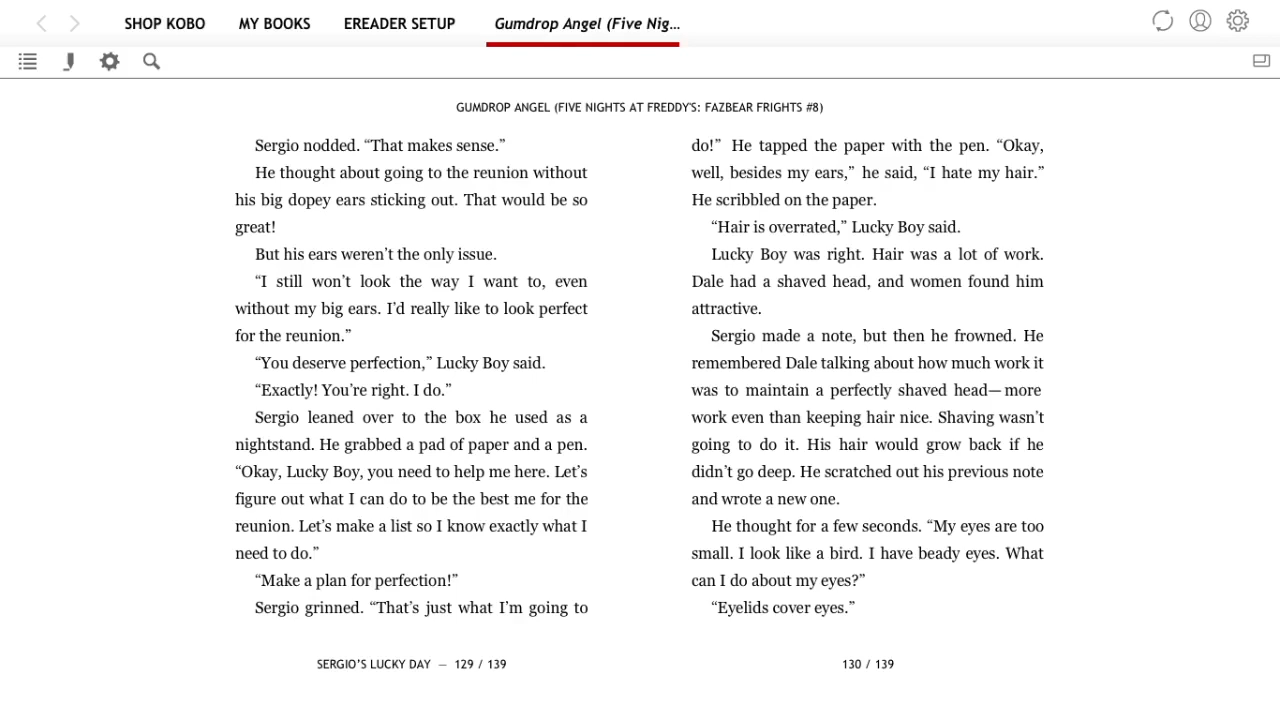 SHOP KOBO MY BOOKS EREADER SETUP Gumdrop Angel (Five Nig...
GUMDROP ANGEL (FIVE NIGHTS AT FREDDY'S: FAZBEAR FRIGHTS #8)
Sergio nodded. “That makes sense.”
He thought about going to the reunion without
his big dopey ears sticking out. That would be so
great!
But his ears weren’t the only issue.
“I still won’t look the way I want to, even
without my big ears. I’d really like to look perfect
for the reunion.”
“You deserve perfection,” Lucky Boy said.
“Exactly! You’re right. I do.”
Sergio leaned over to the box he used as a
nightstand. He grabbed a pad of paper and a pen.
“Okay, Lucky Boy, you need to help me here. Let’s
figure out what I can do to be the best me for the
reunion. Let’s make a list so I know exactly what I
need to do.”
“Make a plan for perfection!”
Sergio grinned. “That’s just what I’m going to
SERGIO’S LUCKY DAY — 129 / 139
do!” He tapped the paper with the pen. “Okay,
well, besides my ears,” he said, “I hate my hair.”
He scribbled on the paper.
“Hair is overrated,” Lucky Boy said.
Lucky Boy was right. Hair was a lot of work.
Dale had a shaved head, and women found him
attractive.
Sergio made a note, but then he frowned. He
remembered Dale talking about how much work it
was to maintain a perfectly shaved head—more
work even than keeping hair nice. Shaving wasn’t
going to do it. His hair would grow back if he
didn’t go deep. He scratched out his previous note
and wrote a new one.
He thought for a few seconds. “My eyes are too
small. I look like a bird. I have beady eyes. What
can I do about my eyes?”
“Eyelids cover eyes.”
130 / 139